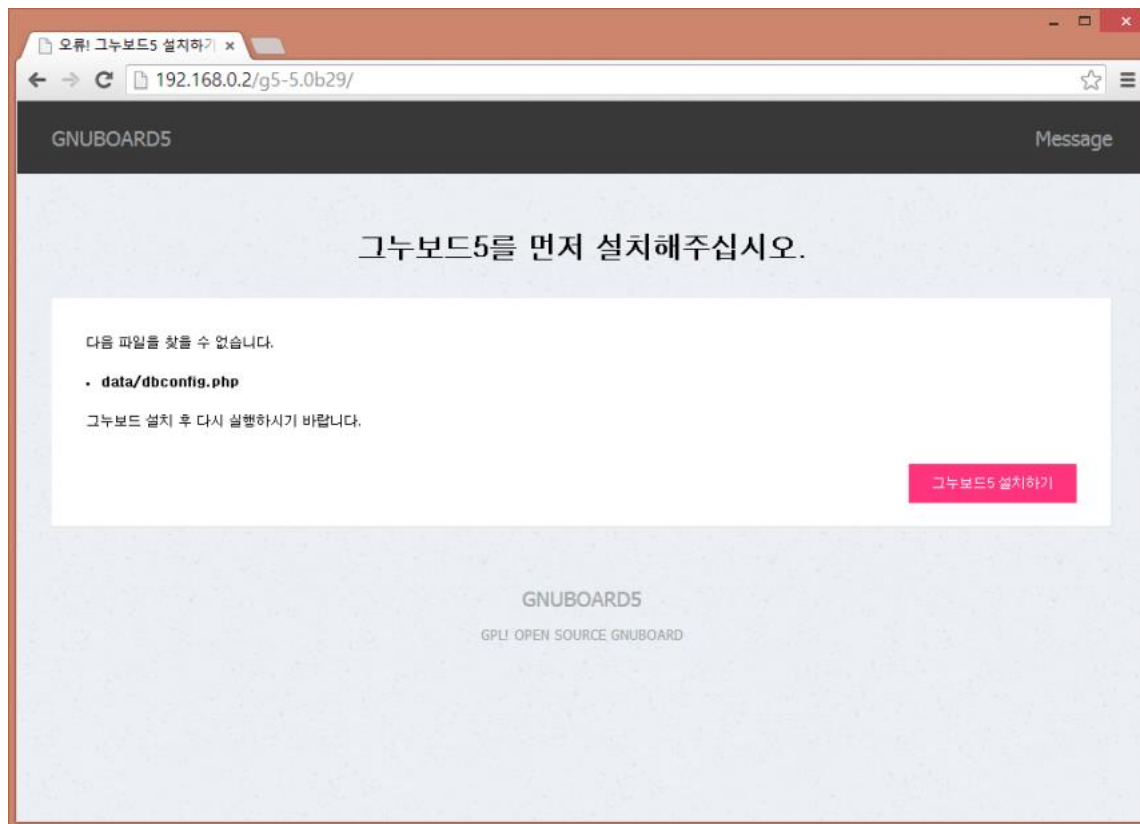 오류! 그누보드5 설치하기
192.168.0.2/g5-5.0b29/
GNUBOARD5
Message
그누보드5를 먼저 설치해주십시오.
다음 파일을 찾을 수 없습니다.
• data/dbconfig.php
그누보드 설치 후 다시 실행하시기 바랍니다.
그누보드5 설치하기
GNUBOARD5
GPL! OPEN SOURCE GNUBOARD